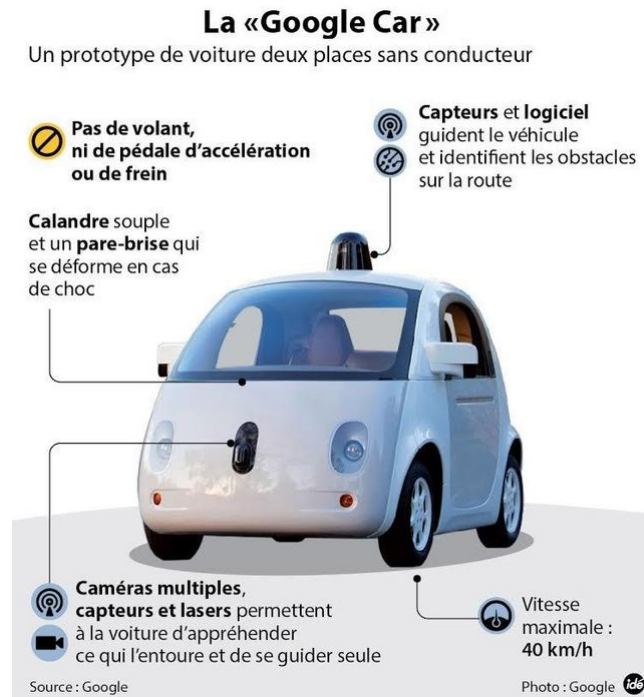 La «Google Car»
Un prototype de voiture deux places sans conducteur
Pas de volant,
ni de pédale d'accélération
ou de frein
Capteurs et logiciel
guident le véhicule
et identifient les obstacles
sur la route
Calandre souple
et un pare-brise qui
se déforme en cas
de choc
Caméras multiples,
capteurs et lasers permettent
à la voiture d'appréhender
ce qui l'entoure et de se guider seule
Vitesse
maximale :
40 km/h
Source : Google
Photo : Google
ide